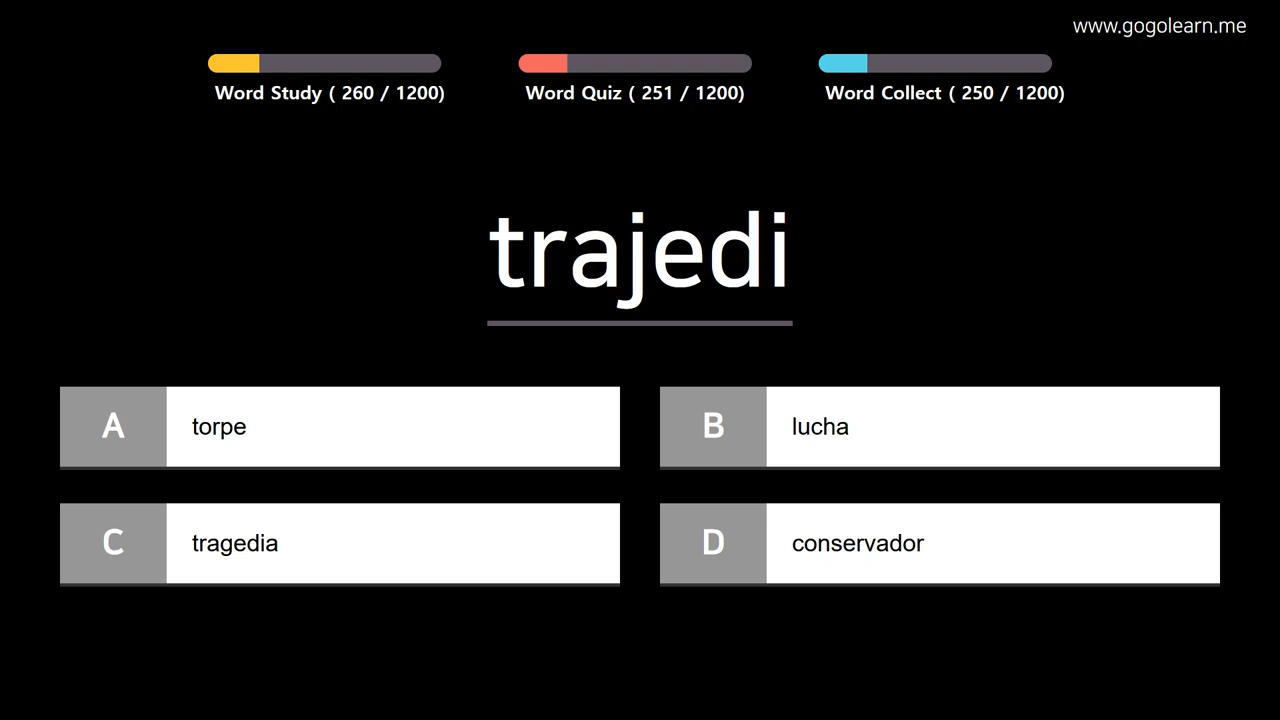 www.gogolearn.me
Word Study ( 260 / 1200)
Word Quiz ( 251 / 1200)
Word Collect ( 250 / 1200)
trajedi
A torpe
B lucha
C tragedia
D conservador